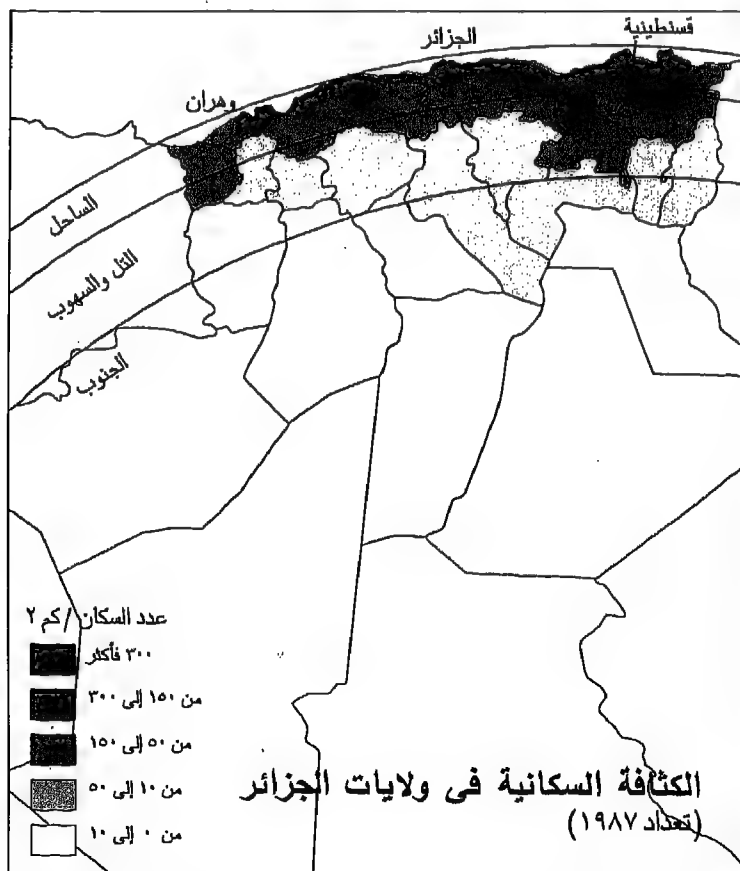 قسنطينية
الجزائر
وهران
الساحل
التل والسهوب
الجنوب
عدد السكان / كم ٢
٣٠٠ فأكثر
من ١٥٠ إلى ٣٠٠
من ٥٠ إلى ١٥٠
من ١٠ إلى ٥٠
من ٠ إلى ١٠
الكثافة السكانية فى ولايات الجزائر
(تعداد ١٩٨٧)